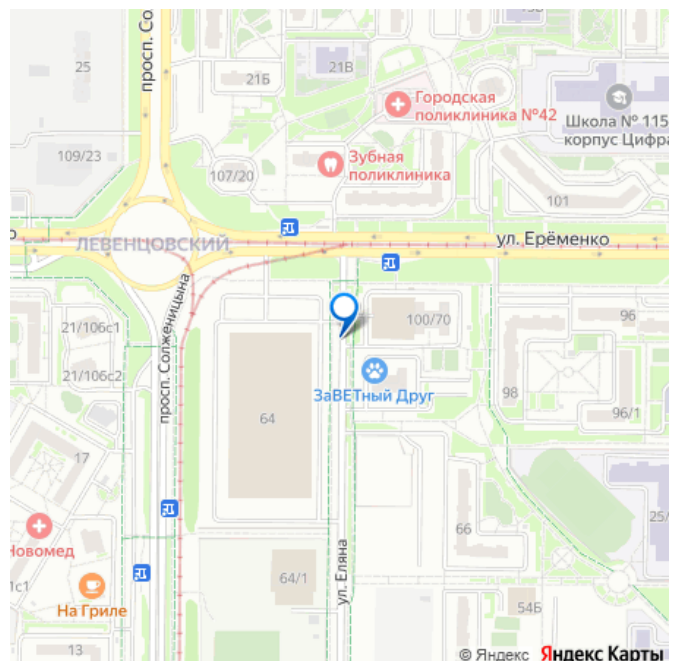 просп. Со
25
21Б
21В
Городская
поликлиника №42
Школа № 115
корпус Цифра
109/23
107/20
Зубная
поликлиника
101
ЛЕВЕНЦОВСКИЙ
ул. Ерёменко
просп. Солженицына
21/106с1
100/70
96
21/106с2
ЗаВЕТный Друг
98
96/1
64
17
66
25/
Новомед
1с1
На Гриле
64/1
ул. Еляна
54Б
13
© Яндекс Яндекс Карты